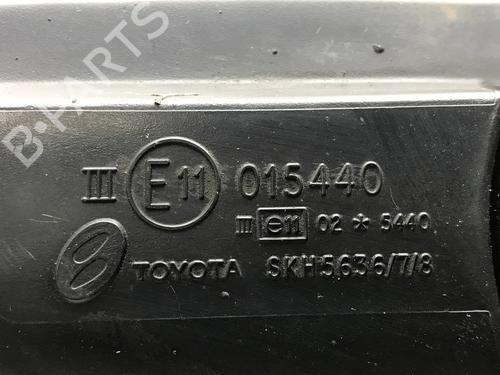 B-PARTS
III E11 015440
III e11 02 * 5440
TOYOTA SKH5636/7/8